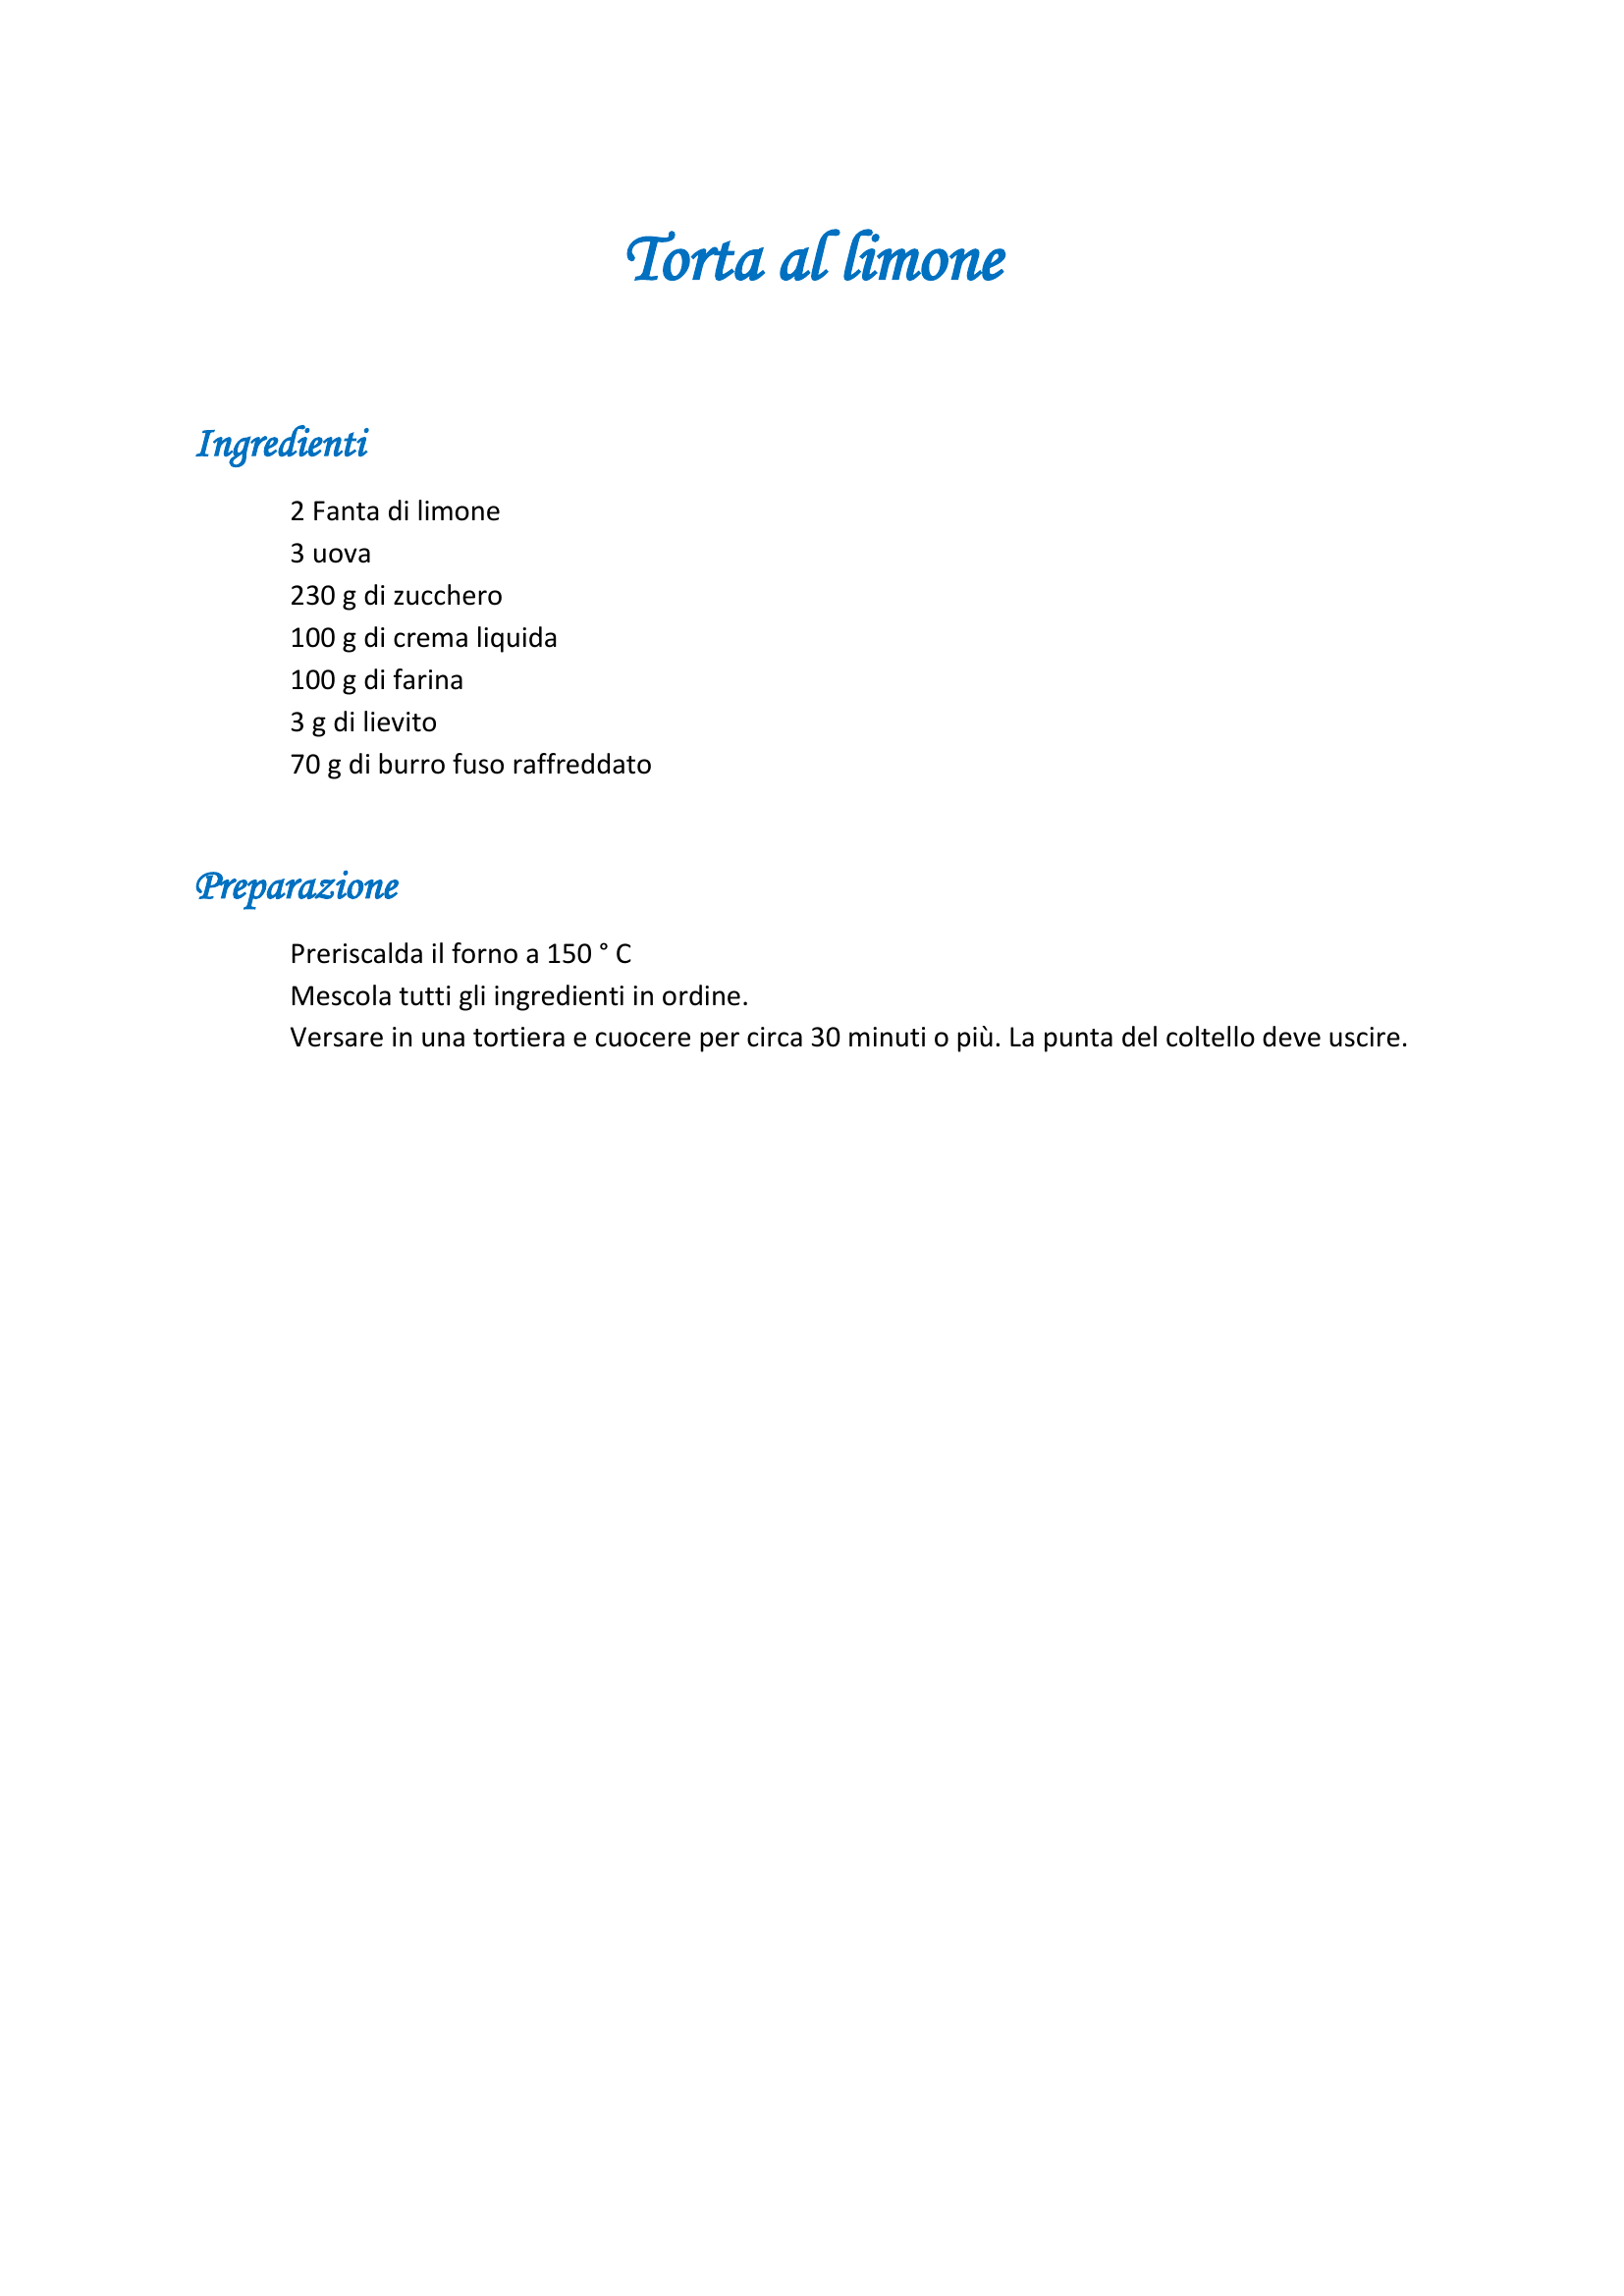 Torta al limone
Ingredienti
2 Fanta di limone
3 uova
230 g di zucchero
100 g di crema liquida
100 g di farina
3 g di lievito
70 g di burro fuso raffreddato
Preparazione
Preriscalda il forno a 150 ° C
Mescola tutti gli ingredienti in ordine.
Versare in una tortiera e cuocere per circa 30 minuti o più. La punta del coltello deve uscire.